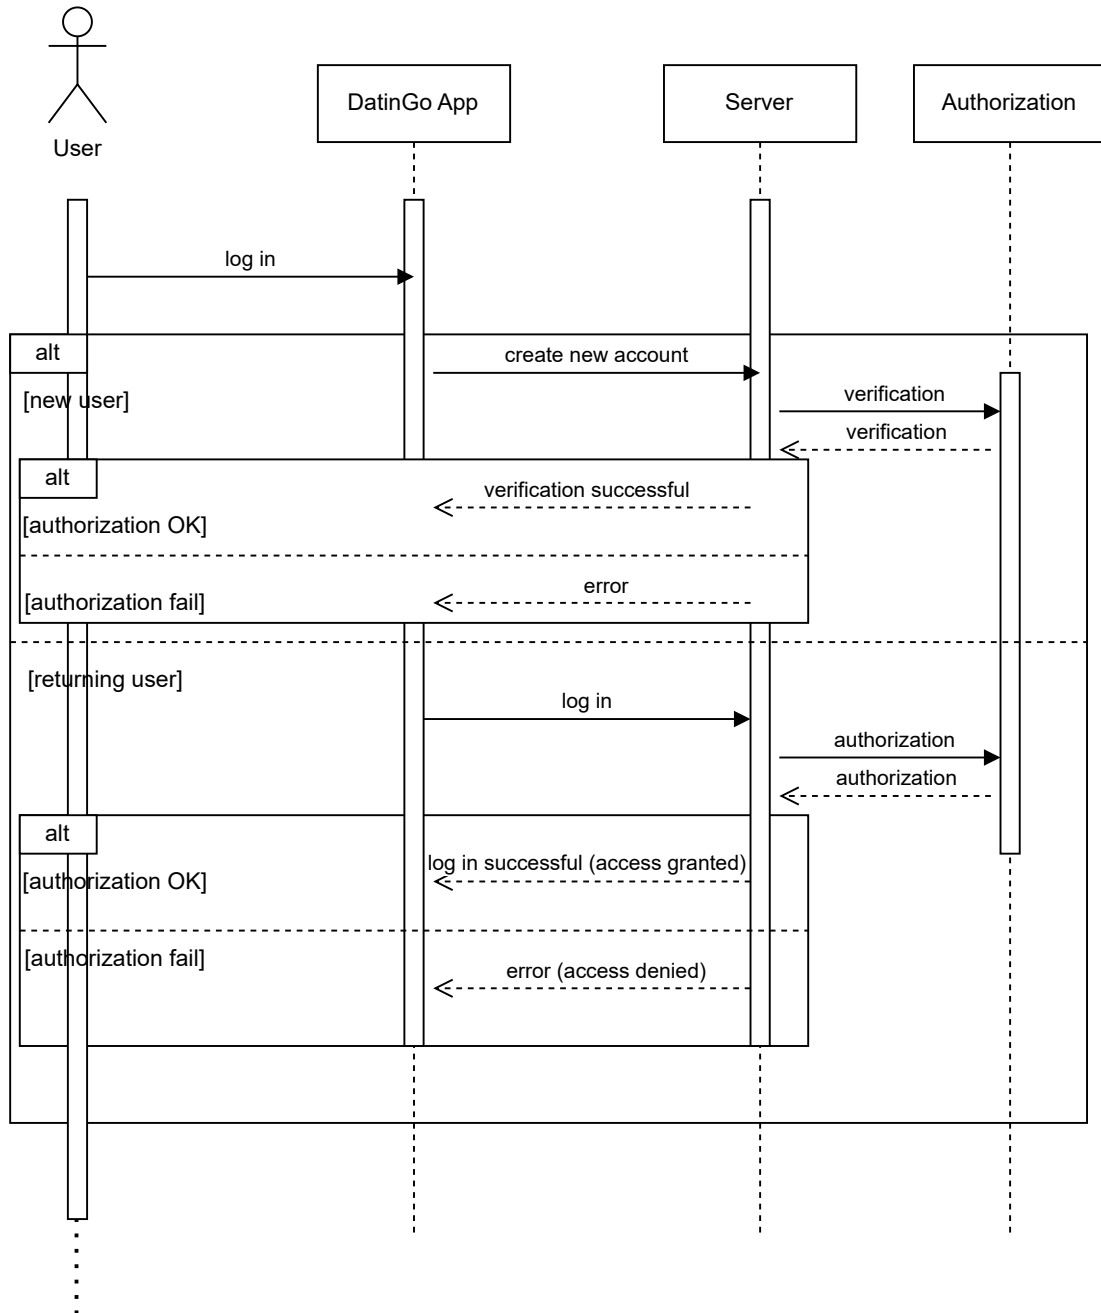 User
DatinGo App
Server
Authorization
log in
alt
create new account
[new user]
verification
verification
alt
verification successful
[authorization OK]
error
[authorization fail]
[returning user]
log in
authorization
authorization
alt
log in successful (access granted)
[authorization OK]
[authorization fail]
error (access denied)